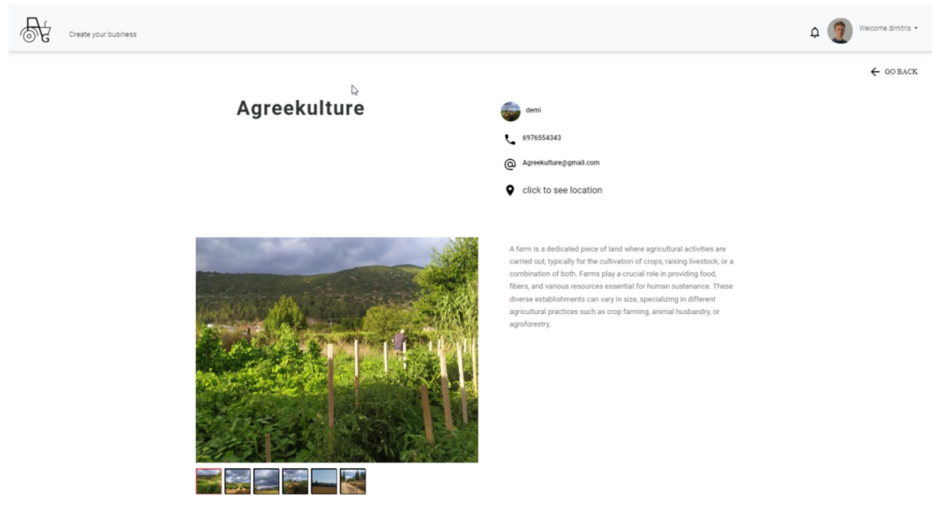 Create your business
Welcome dimitris
GO BACK
Agreekulture
demi
6976554343
Agreekulture@gmail.com
click to see location
A farm is a dedicated piece of land where agricultural activities are
carried out, typically for the cultivation of crops, raising livestock, or a
combination of both. Farms play a crucial role in providing food,
fibers, and various resources essential for human sustenance. These
diverse establishments can vary in size, specializing in different
agricultural practices such as crop farming, animal husbandry, or
agroforestry.